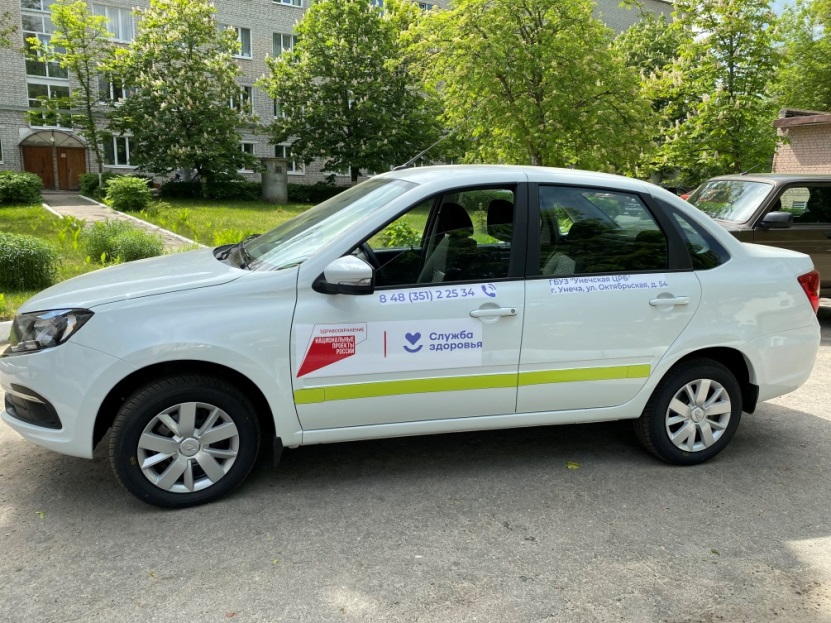 8 48 (351) 2 25 34
ГБУЗ "Унечская ЦРБ"
г. Унеча, ул. Октябрьская, д. 54
ЗДРАВООХРАНЕНИЕ
НАЦИОНАЛЬНЫЕ
ПРОЕКТЫ
РОССИИ
Служба
здоровья